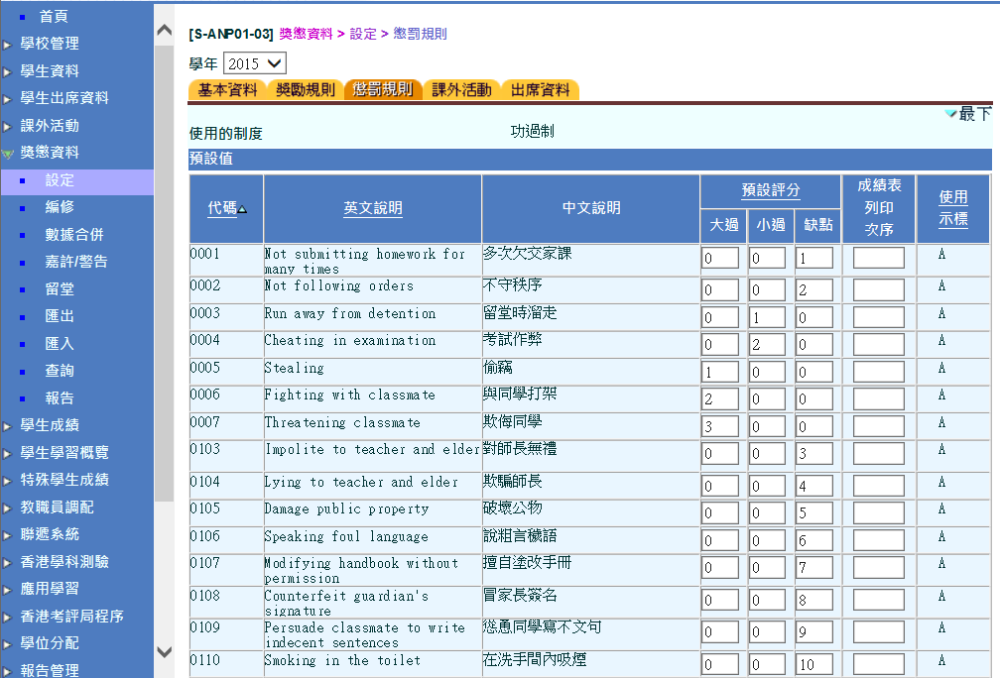 首頁
學校管理
學生資料
學生出席資料
課外活動
獎懲資料
設定
編修
數據合併
嘉許/警告
留堂
匯出
匯入
查詢
報告
學生成績
學生學習概覽
特殊學生成績
教職員調配
聯遞系統
香港學科測驗
應用學習
香港考評局程序
學位分配
報告管理
[S-ANP01-03] 獎懲資料 > 設定 > 懲罰規則
學年 2015
基本資料 獎勵規則 懲罰規則 課外活動 出席資料
最下
使用的制度 功過制
預設值
代碼 英文說明 中文說明 預設評分 成績表 列印 次序 使用 示標
大過 小過 缺點
0001 Not submitting homework for many times 多次欠交家課 0 0 1 A
0002 Not following orders 不守秩序 0 0 2 A
0003 Run away from detention 留堂時溜走 0 1 0 A
0004 Cheating in examination 考試作弊 0 2 0 A
0005 Stealing 偷竊 1 0 0 A
0006 Fighting with classmate 與同學打架 2 0 0 A
0007 Threatening classmate 欺侮同學 3 0 0 A
0103 Impolite to teacher and elder 對師長無禮 0 0 3 A
0104 Lying to teacher and elder 欺騙師長 0 0 4 A
0105 Damage public property 破壞公物 0 0 5 A
0106 Speaking foul language 說粗言穢語 0 0 6 A
0107 Modifying handbook without permission 擅自塗改手冊 0 0 7 A
0108 Counterfeit guardian's signature 冒家長簽名 0 0 8 A
0109 Persuade classmate to write indecent sentences 慫恿同學寫不文句 0 0 9 A
0110 Smoking in the toilet 在洗手間內吸煙 0 0 10 A